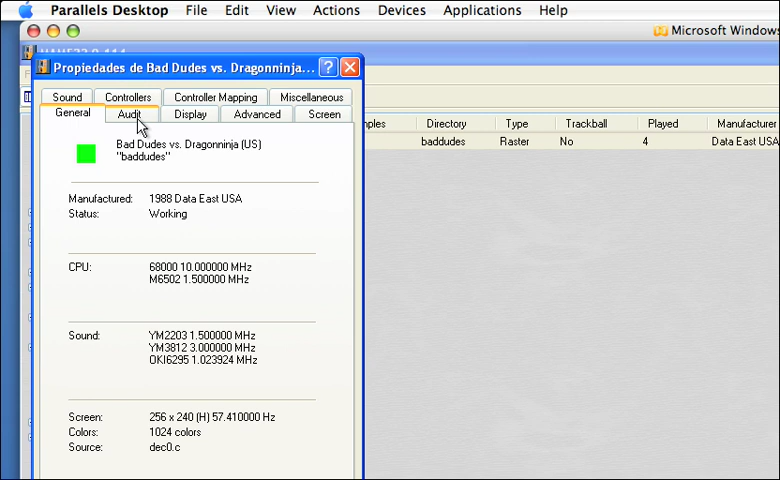 Parallels Desktop File Edit View Actions Devices Applications Help
Microsoft Windows
Propiedades de Bad Dudes vs. Dragonninja...
Sound Controllers Controller Mapping Miscellaneous
General Audit Display Advanced Screen
Directory Type Trackball Played Manufacturer
baddudes Raster No 4 Data East USA
Bad Dudes vs. Dragonninja (US)
"baddudes"
Manufactured: 1988 Data East USA
Status: Working
CPU: 68000 10.000000 MHz
M6502 1.500000 MHz
Sound: YM2203 1.500000 MHz
YM3812 3.000000 MHz
OKI6295 1.023924 MHz
Screen: 256 x 240 (H) 57.410000 Hz
Colors: 1024 colors
Source: dec0.c